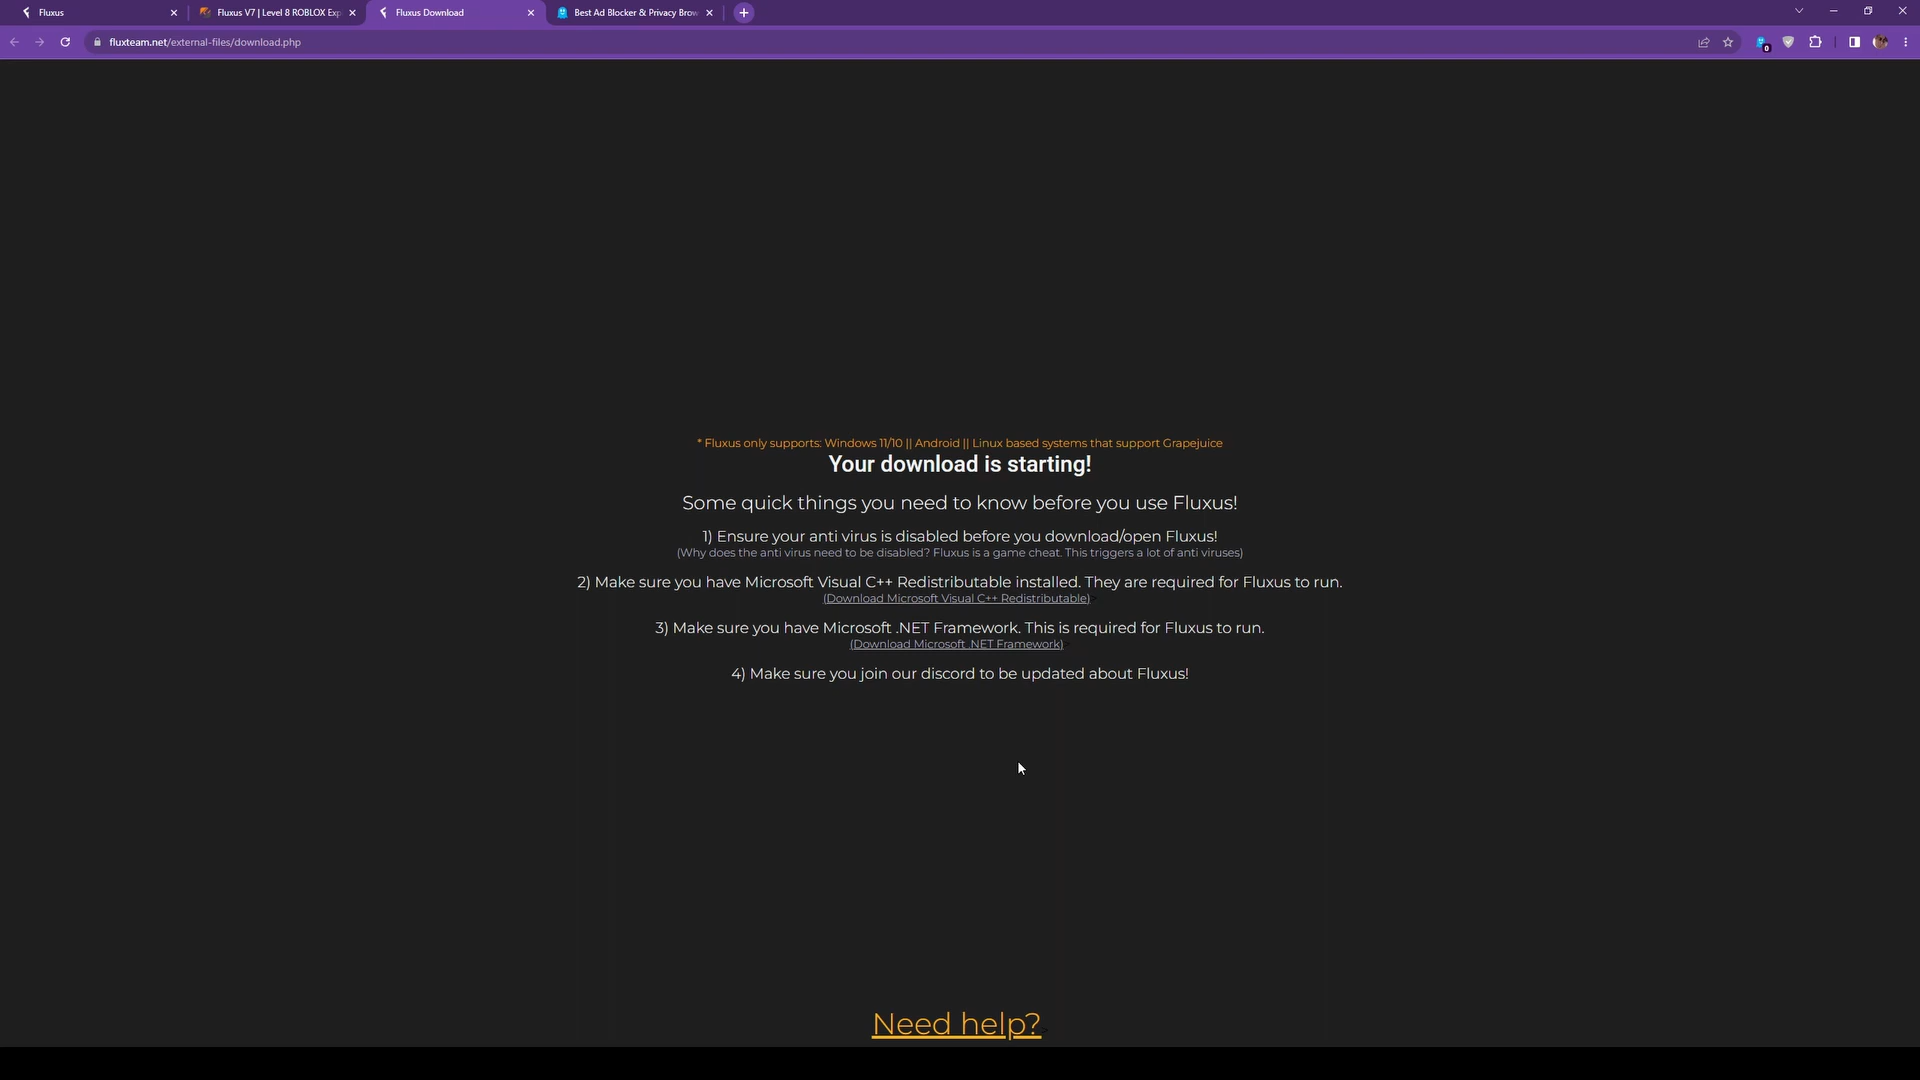 Fluxus
Fluxus V7 | Level 8 ROBLOX Exp
Fluxus Download
Best Ad Blocker & Privacy Brow
fluxteam.net/external-files/download.php
0
* Fluxus only supports: Windows 11/10 || Android || Linux based systems that support Grapejuice
Your download is starting!
Some quick things you need to know before you use Fluxus!
1) Ensure your anti virus is disabled before you download/open Fluxus!
(Why does the anti virus need to be disabled? Fluxus is a game cheat. This triggers a lot of anti viruses)
2) Make sure you have Microsoft Visual C++ Redistributable installed. They are required for Fluxus to run.
(Download Microsoft Visual C++ Redistributable)>
3) Make sure you have Microsoft .NET Framework. This is required for Fluxus to run.
(Download Microsoft .NET Framework)>
4) Make sure you join our discord to be updated about Fluxus!
Need help?>